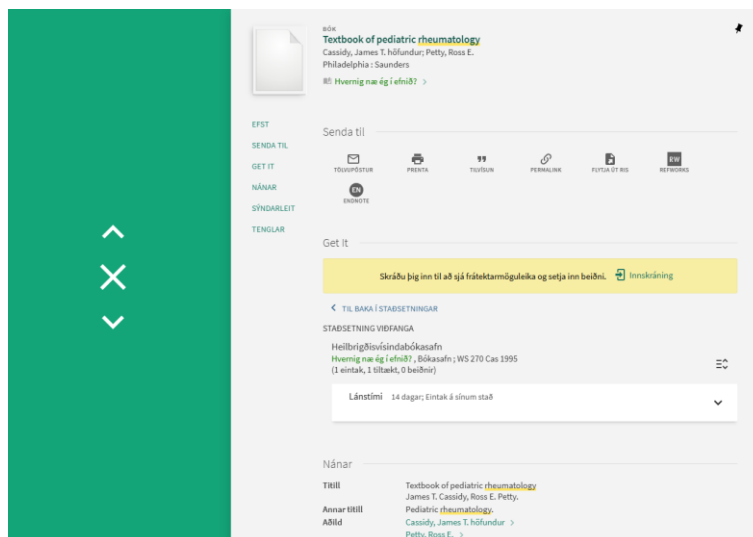 BÓK
Textbook of pediatric rheumatology
Cassidy, James T. höfundur; Petty, Ross E.
Philadelphia : Saunders
Hvernig næ ég í efnið? >
EFST
SENDA TIL
GET IT
NÁNAR
SÝNDARLEIT
TENGLAR
Senda til
TÖLVUPÓSTUR
PRENTA
TILVÍSUN
PERMALINK
FLYTJA ÚT RIS
RW
REFWORKS
EN
ENDNOTE
Get It
Skráðu þig inn til að sjá frátektarmöguleika og setja inn beiðni. Innskráning
TIL BAKA Í STAÐSETNINGAR
STAÐSETNING VIÐFANGA
Heilbrigðisvísindabókasafn
Hvernig næ ég í efnið? , Bókasafn ; WS 270 Cas 1995
(1 eintak, 1 tiltækt, 0 beiðnir)
Lánstími 14 dagar; Eintak á sínum stað
Nánar
Titill Textbook of pediatric rheumatology
James T. Cassidy, Ross E. Petty.
Annar titill Pediatric rheumatology.
Aðild Cassidy, James T. höfundur >
Petty, Ross E. >